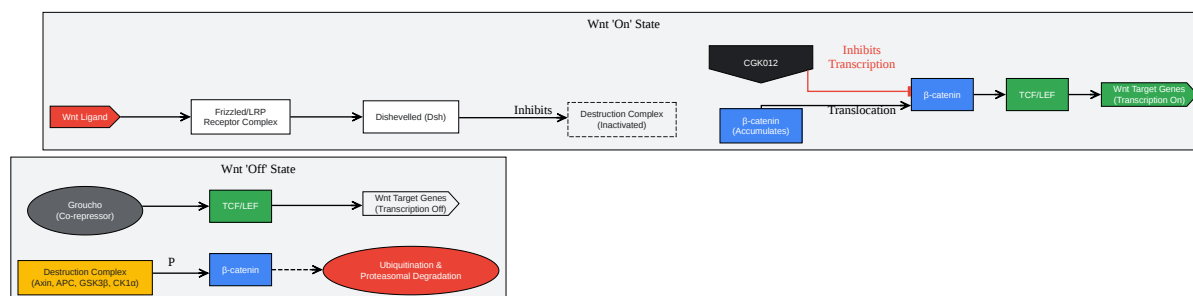 Wnt 'On' State
CGK012
Inhibits
Transcription
Wnt Ligand
Frizzled/LRP
Receptor Complex
Dishevelled (Dsh)
Inhibits
Destruction Complex
(Inactivated)
β-catenin
(Accumulates)
Translocation
β-catenin
TCF/LEF
Wnt Target Genes
(Transcription On)
Wnt 'Off' State
Groucho
(Co-repressor)
TCF/LEF
Wnt Target Genes
(Transcription Off)
Destruction Complex
(Axin, APC, GSK3β, CK1α)
P
β-catenin
Ubiquitination &
Proteasomal Degradation